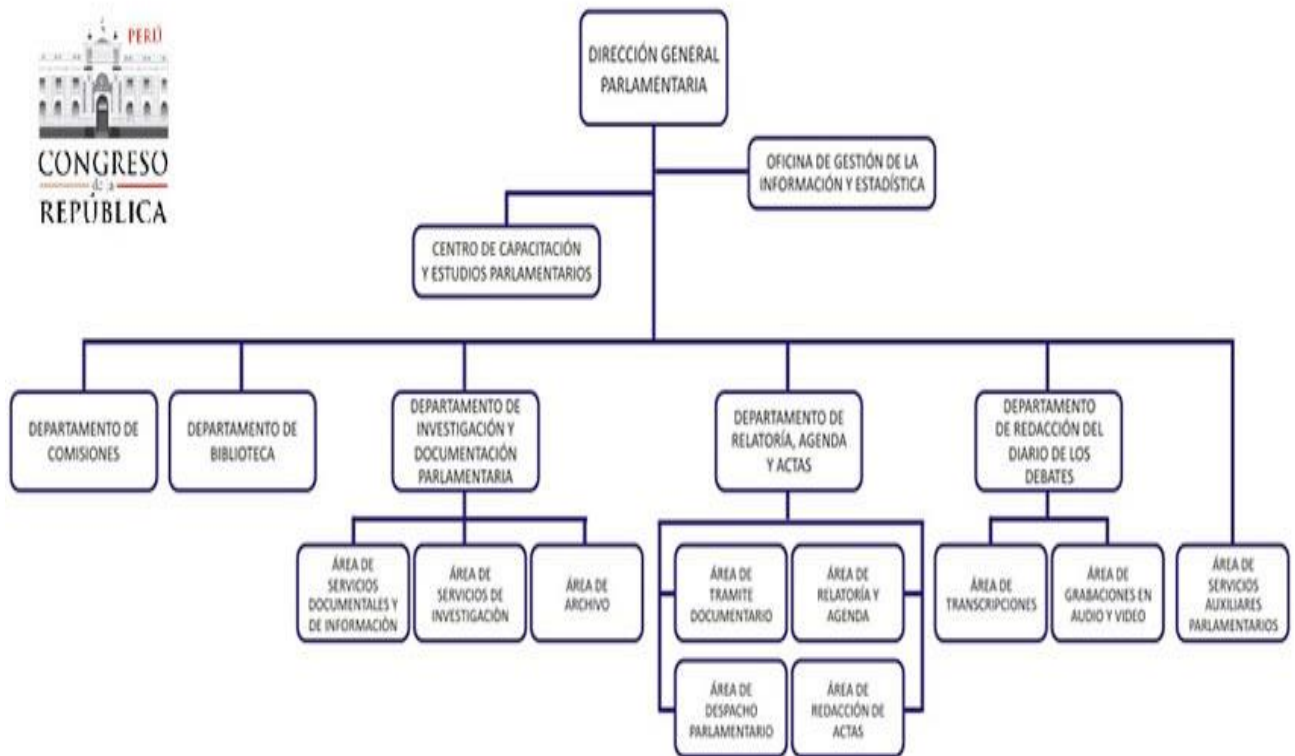 PERÚ
CONGRESO
de la
REPÚBLICA
DIRECCIÓN GENERAL
PARLAMENTARIA
OFICINA DE GESTIÓN DE LA
INFORMACIÓN Y ESTADÍSTICA
CENTRO DE CAPACITACIÓN
Y ESTUDIOS PARLAMENTARIOS
DEPARTAMENTO DE
COMISIONES
DEPARTAMENTO DE
BIBLIOTECA
DEPARTAMENTO DE
INVESTIGACIÓN Y
DOCUMENTACIÓN
PARLAMENTARIA
DEPARTAMENTO DE
RELATORÍA, AGENDA
Y ACTAS
DEPARTAMENTO
DE REDACCIÓN DEL
DIARIO DE LOS
DEBATES
ÁREA DE
SERVICIOS
DOCUMENTALES Y
DE INFORMACIÓN
ÁREA DE
SERVICIOS DE
INVESTIGACIÓN
ÁREA DE
ARCHIVO
ÁREA DE
TRAMITE
DOCUMENTARIO
ÁREA DE
RELATORÍA Y
AGENDA
ÁREA DE
TRANSCRIPCIONES
ÁREA DE
GRABACIONES EN
AUDIO Y VIDEO
ÁREA DE
SERVICIOS
AUXILIARES
PARLAMENTARIOS
ÁREA DE
DESPACHO
PARLAMENTARIO
ÁREA DE
REDACCIÓN DE
ACTAS